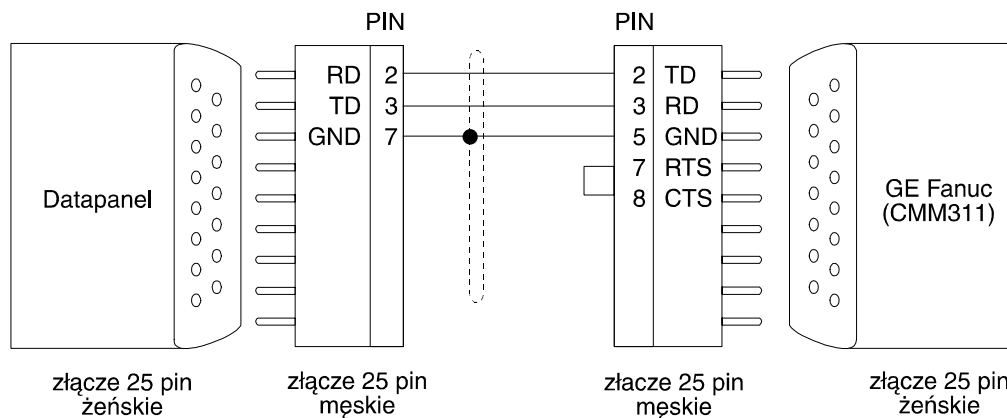 PIN PIN
RD 2 2 TD
TD 3 3 RD
GND 7 5 GND
7 RTS
8 CTS
Datapanel
GE Fanuc
(CMM311)
złącze 25 pin
żeńskie
złącze 25 pin
męskie
złacze 25 pin
męskie
złącze 25 pin
żeńskie